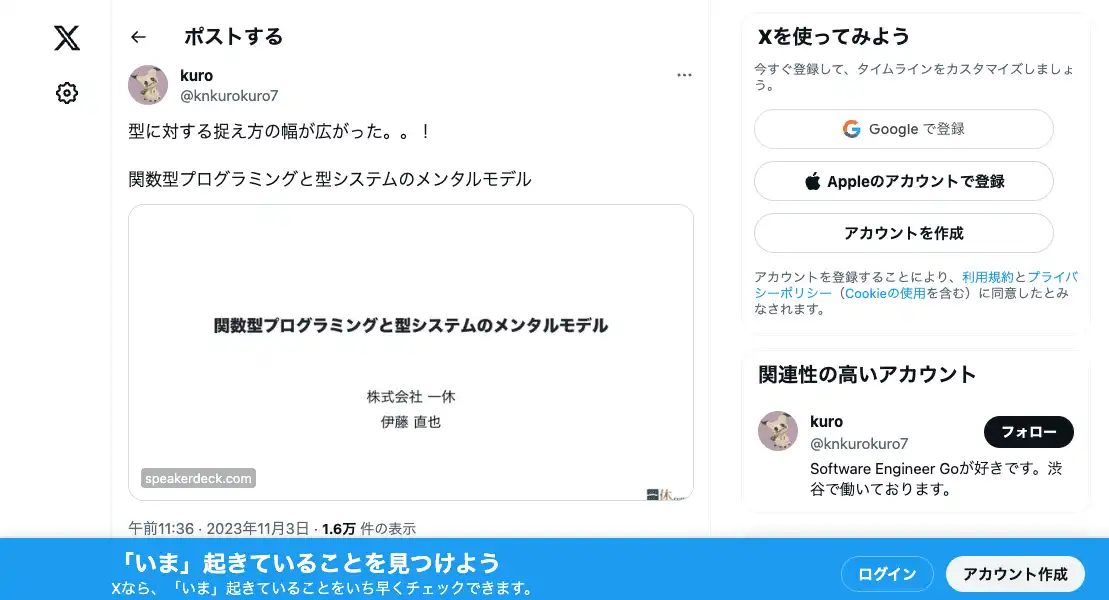 ポストする
kuro
@knkurokuro7
型に対する捉え方の幅が広がった。。！
関数型プログラミングと型システムのメンタルモデル
関数型プログラミングと型システムのメンタルモデル
株式会社 一休
伊藤 直也
speakerdeck.com
午前11:36 · 2023年11月3日 · 1.6万 件の表示
Xを使ってみよう
今すぐ登録して、タイムラインをカスタマイズしましょ
う。
Google で登録
Appleのアカウントで登録
アカウントを作成
アカウントを登録することにより、利用規約とプライバ
シーポリシー（Cookieの使用を含む）に同意したとみ
なされます。
関連性の高いアカウント
kuro
@knkurokuro7
フォロー
Software Engineer Goが好きです。渋
谷で働いております。
「いま」起きていることを見つけよう
Xなら、「いま」起きていることをいち早くチェックできます。
ログイン
アカウント作成